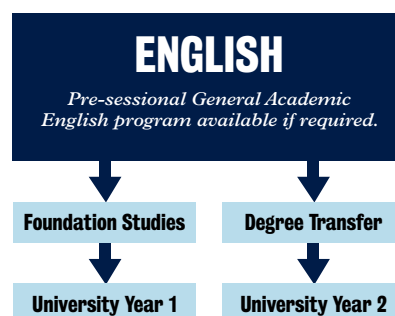 ENGLISH
Pre-sessional General Academic
English program available if required.
Foundation Studies
Degree Transfer
University Year 1
University Year 2